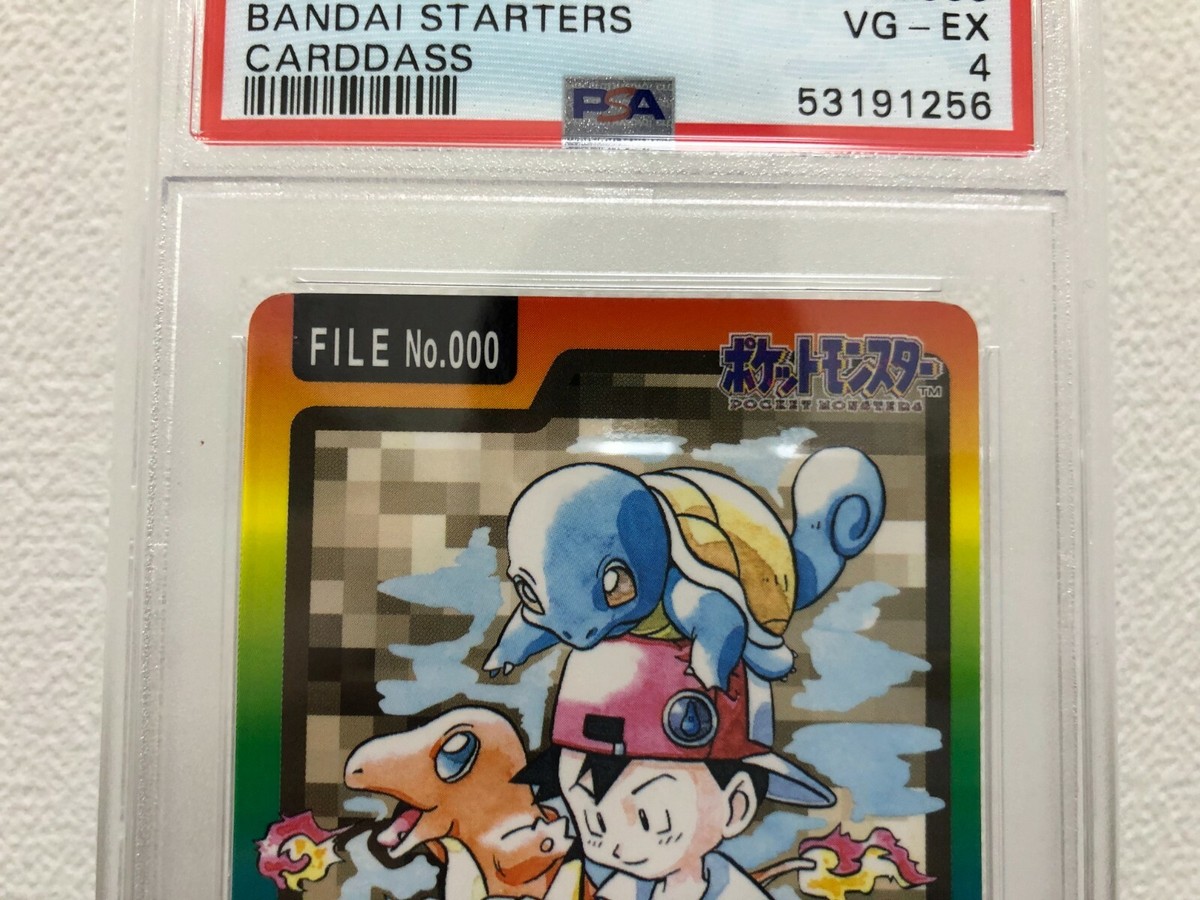 BANDAI STARTERS
CARDDASS
VG - EX
4
53191256
PSA
FILE No.000
ポケットモンスター
TM
POCKET MONSTERS